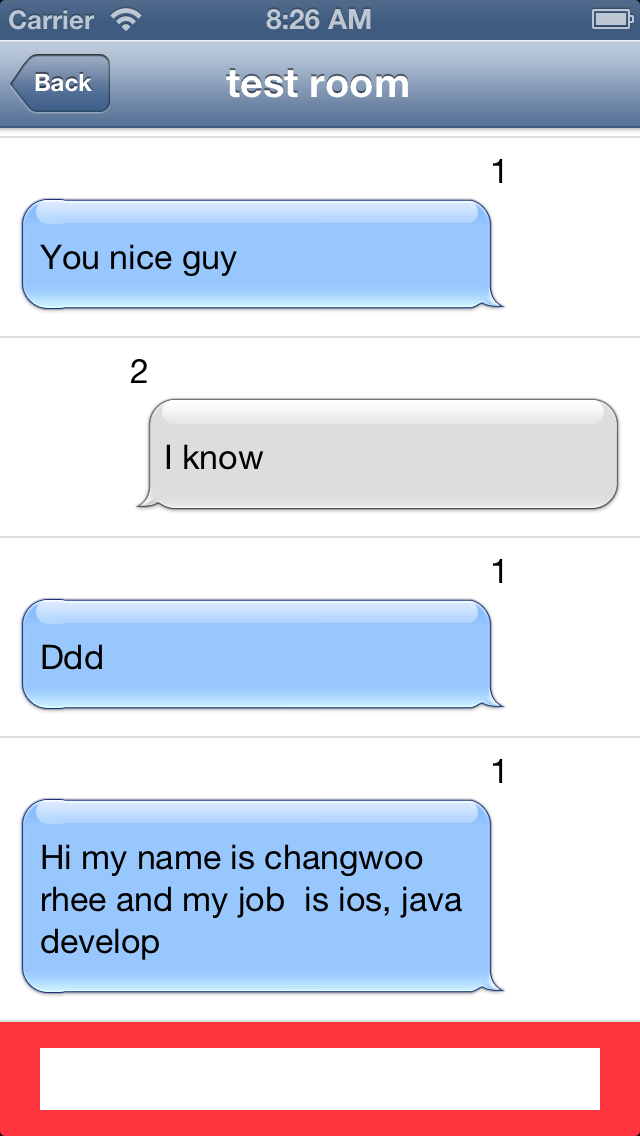 Carrier 8:26 AM
Back test room
1
You nice guy
2
I know
1
Ddd
1
Hi my name is changwoo
rhee and my job  is ios, java
develop